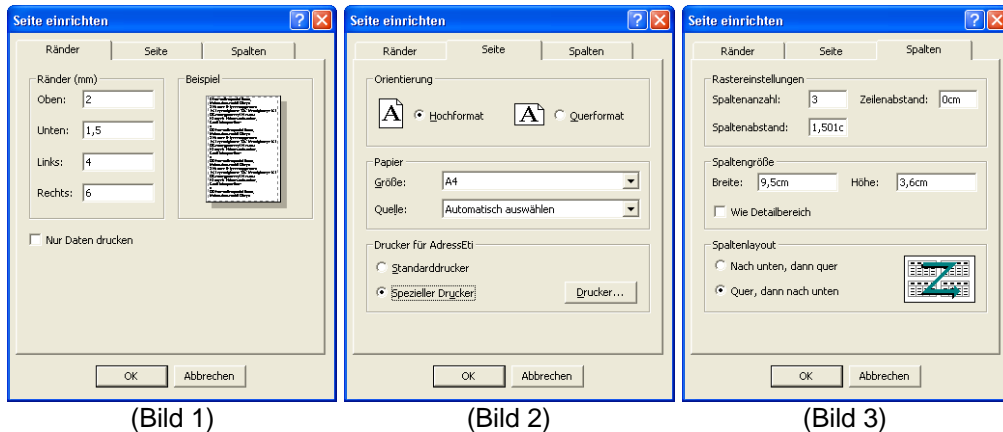 Seite einrichten
Ränder Seite Spalten
Ränder (mm)
Oben: 2
Unten: 1,5
Links: 4
Rechts: 6
Beispiel
Nur Daten drucken
OK Abbrechen
(Bild 1)
Seite einrichten
Ränder Seite Spalten
Orientierung
A Hochformat A Querformat
Papier
Größe: A4
Quelle: Automatisch auswählen
Drucker für AdressEti
Standarddrucker
Spezieller Drucker Drucker...
OK Abbrechen
(Bild 2)
Seite einrichten
Ränder Seite Spalten
Rastereinstellungen
Spaltenanzahl: 3 Zeilenabstand: 0cm
Spaltenabstand: 1,501c
Spaltengröße
Breite: 9,5cm Höhe: 3,6cm
Wie Detailbereich
Spaltenlayout
Nach unten, dann quer
Quer, dann nach unten
OK Abbrechen
(Bild 3)